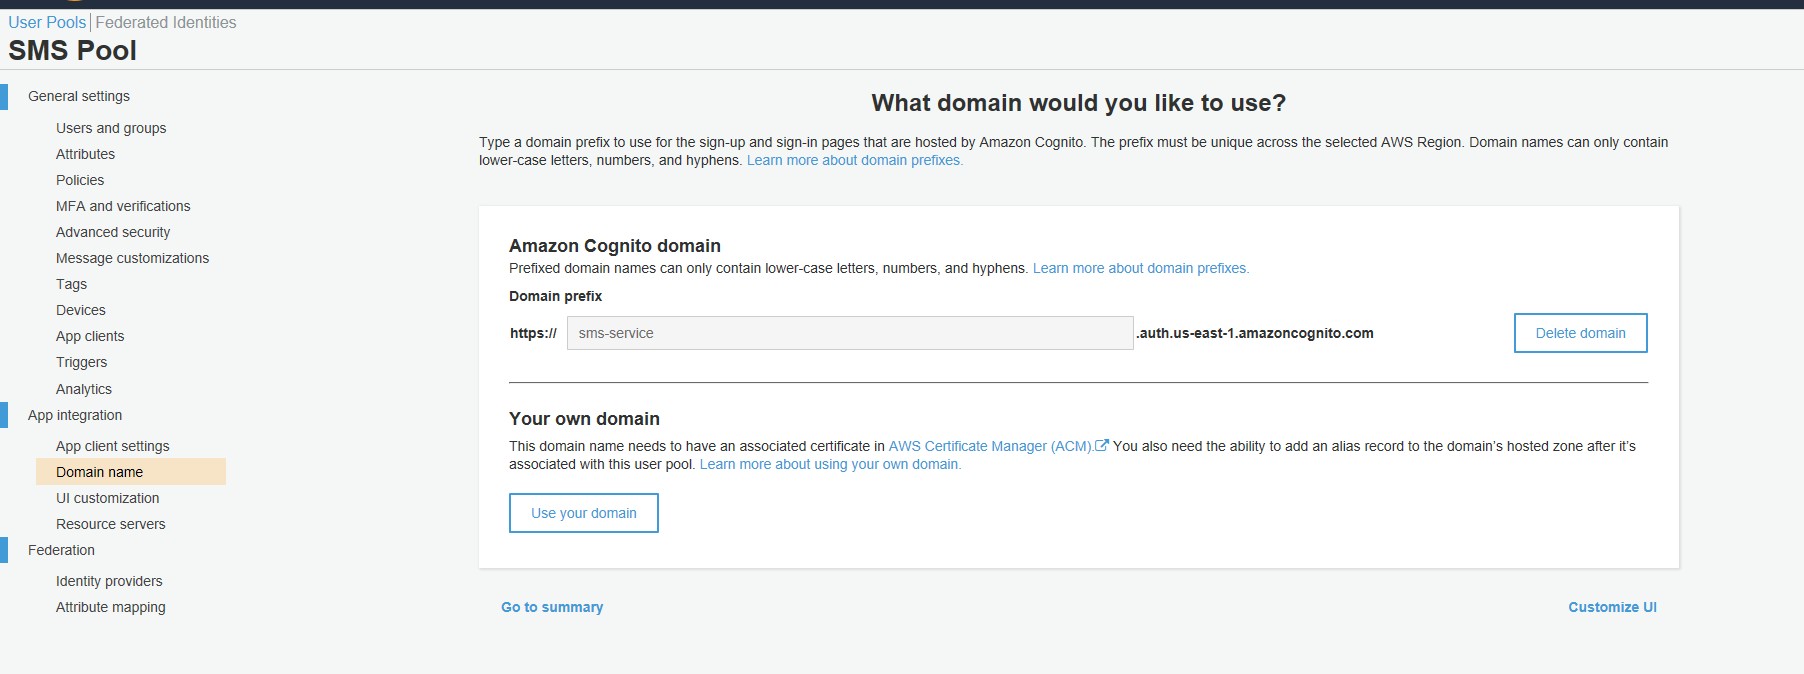 User Pools | Federated Identities
SMS Pool
General settings
Users and groups
Attributes
Policies
MFA and verifications
Advanced security
Message customizations
Tags
Devices
App clients
Triggers
Analytics
App integration
App client settings
Domain name
UI customization
Resource servers
Federation
Identity providers
Attribute mapping
What domain would you like to use?
Type a domain prefix to use for the sign-up and sign-in pages that are hosted by Amazon Cognito. The prefix must be unique across the selected AWS Region. Domain names can only contain
lower-case letters, numbers, and hyphens. Learn more about domain prefixes.
Amazon Cognito domain
Prefixed domain names can only contain lower-case letters, numbers, and hyphens. Learn more about domain prefixes.
Domain prefix
https:// sms-service .auth.us-east-1.amazoncognito.com Delete domain
Your own domain
This domain name needs to have an associated certificate in AWS Certificate Manager (ACM). You also need the ability to add an alias record to the domain’s hosted zone after it’s
associated with this user pool. Learn more about using your own domain.
Use your domain
Go to summary Customize UI